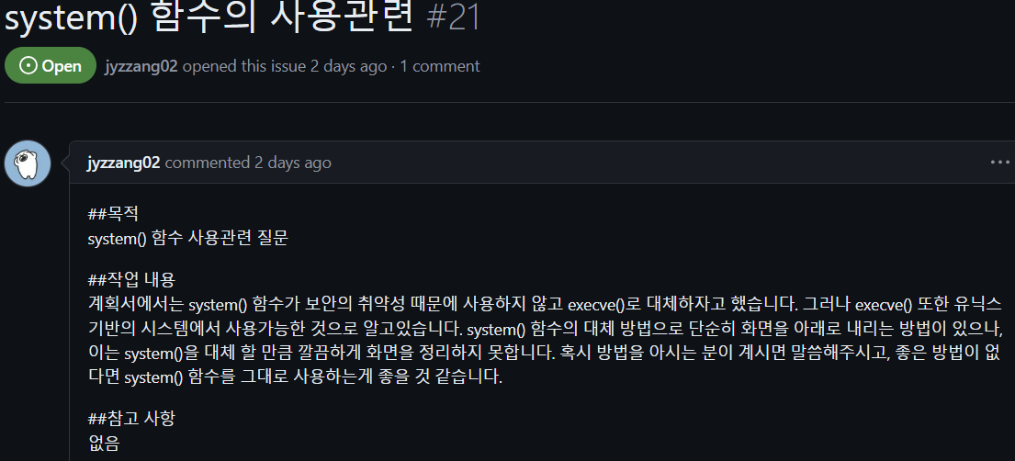 system() 함수의 사용관련 #21
Open jyzzang02 opened this issue 2 days ago · 1 comment
jyzzang02 commented 2 days ago
##목적
system() 함수 사용관련 질문
##작업 내용
계획서에서는 system() 함수가 보안의 취약성 때문에 사용하지 않고 execve()로 대체하자고 했습니다. 그러나 execve() 또한 유닉스
기반의 시스템에서 사용가능한 것으로 알고있습니다. system() 함수의 대체 방법으로 단순히 화면을 아래로 내리는 방법이 있으나,
이는 system()을 대체 할 만큼 깔끔하게 화면을 정리하지 못합니다. 혹시 방법을 아시는 분이 계시면 말씀해주시고, 좋은 방법이 없
다면 system() 함수를 그대로 사용하는게 좋을 것 같습니다.
##참고 사항
없음